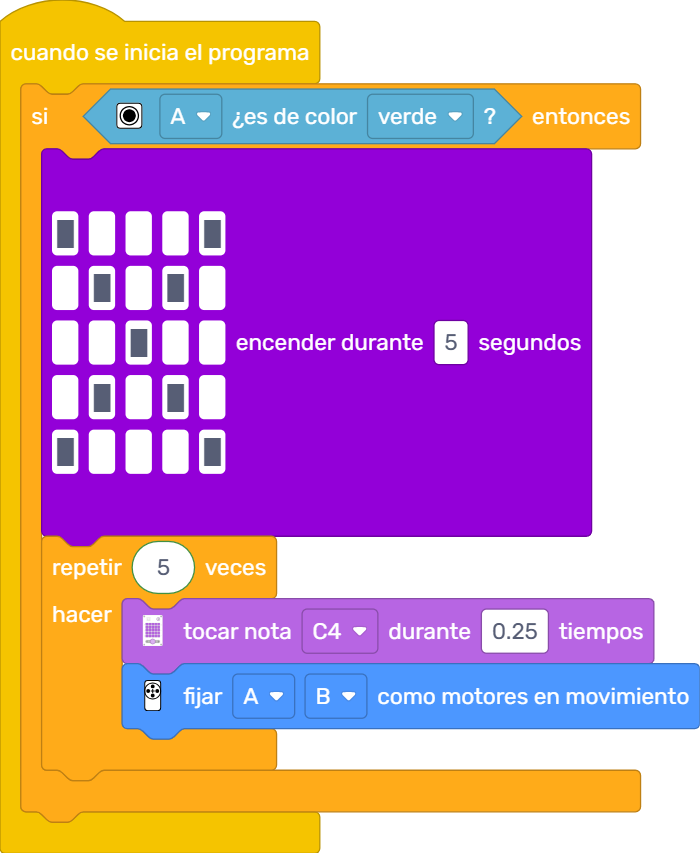 cuando se inicia el programa
si A ¿es de color verde ? entonces
encender durante 5 segundos
repetir 5 veces
hacer
tocar nota C4 durante 0.25 tiempos
fijar A B como motores en movimiento